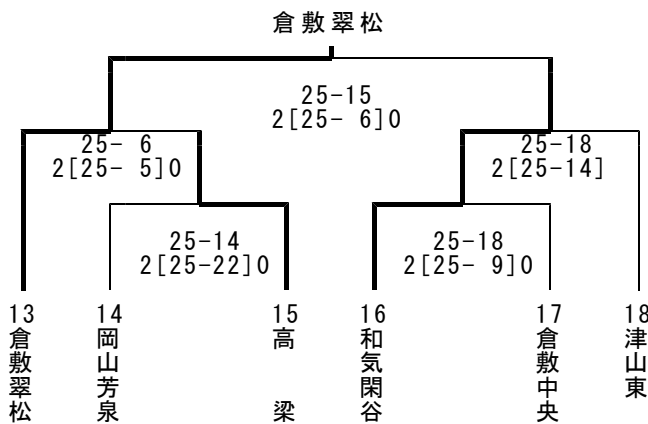 倉敷翠松
25-15
2[25- 6]0
25- 6
2[25- 5]0
25-18
2[25-14]
25-14
2[25-22]0
25-18
2[25- 9]0
13
倉敷翠松
14
岡山芳泉
15
高　梁
16
和気閑谷
17
倉敷中央
18
津山東